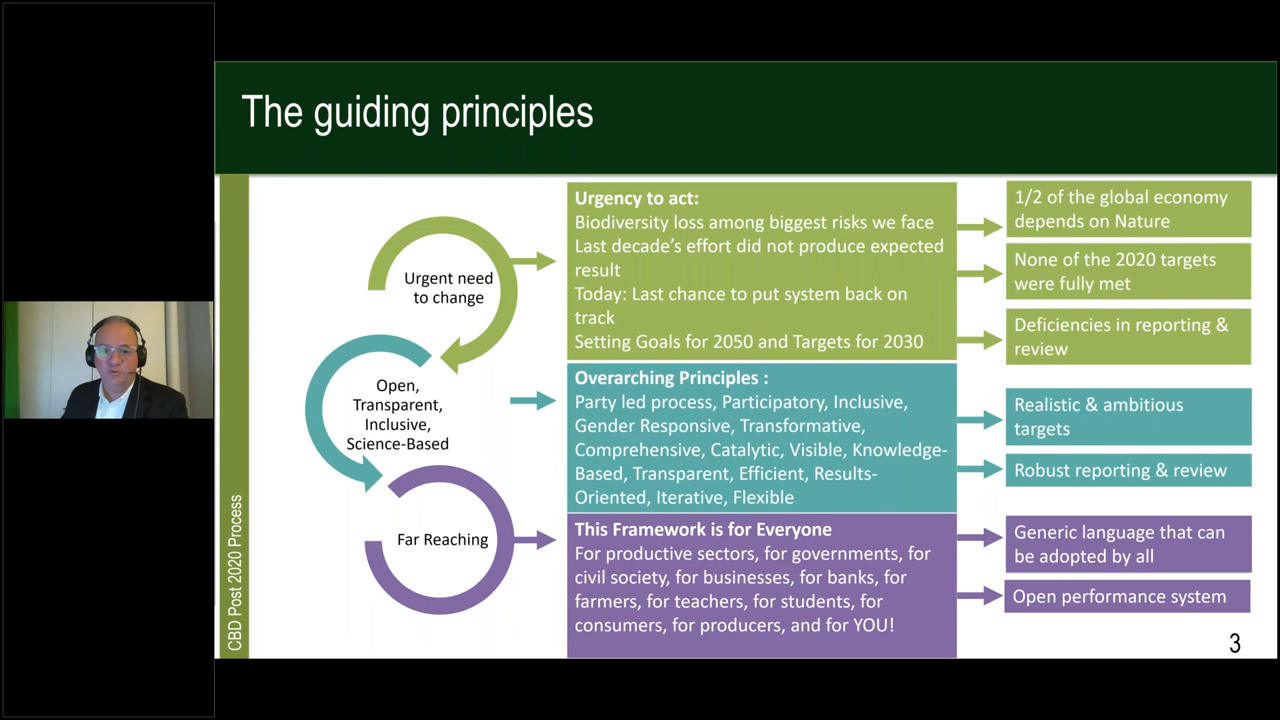 The guiding principles
CBD Post 2020 Process
Urgent need
to change
Urgency to act:
Biodiversity loss among biggest risks we face
Last decade's effort did not produce expected
result
Today: Last chance to put system back on
track
Setting Goals for 2050 and Targets for 2030
1/2 of the global economy
depends on Nature
None of the 2020 targets
were fully met
Deficiencies in reporting &
review
Open,
Transparent,
Inclusive,
Science-Based
Overarching Principles :
Party led process, Participatory, Inclusive,
Gender Responsive, Transformative,
Comprehensive, Catalytic, Visible, Knowledge-
Based, Transparent, Efficient, Results-
Oriented, Iterative, Flexible
Realistic & ambitious
targets
Robust reporting & review
Far Reaching
This Framework is for Everyone
For productive sectors, for governments, for
civil society, for businesses, for banks, for
farmers, for teachers, for students, for
consumers, for producers, and for YOU!
Generic language that can
be adopted by all
Open performance system
3